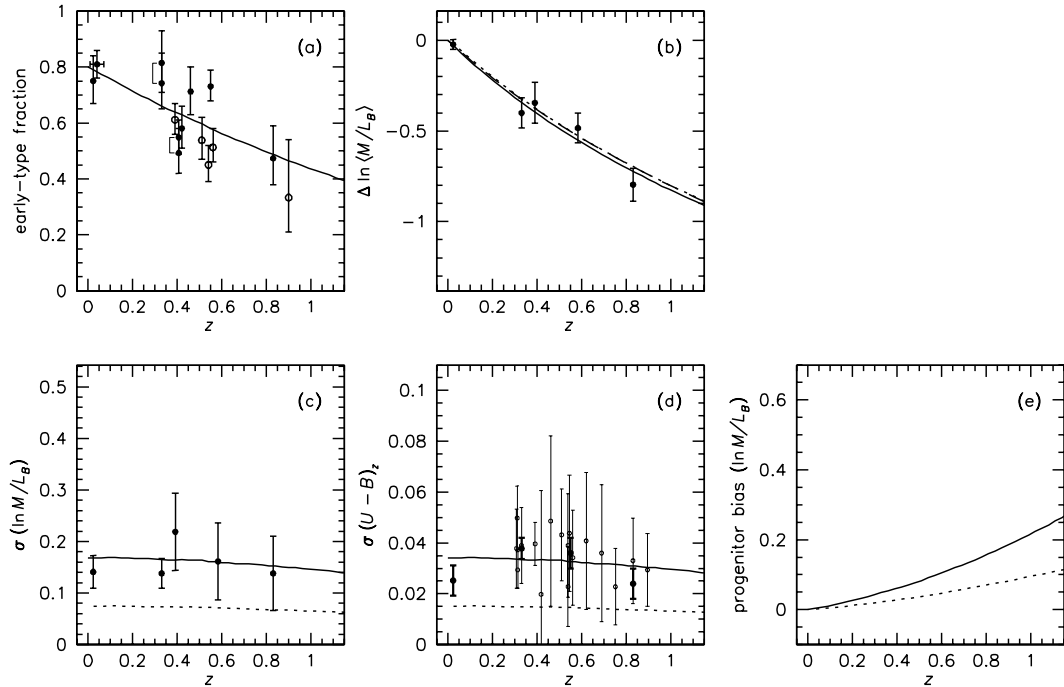 (a)
early-type fraction
1
0.8
0.6
0.4
0.2
0
0 0.2 0.4 0.6 0.8 1
z
(b)
Δ ln ⟨M/L_B⟩
0
−0.5
−1
0 0.2 0.4 0.6 0.8 1
z
(c)
σ (ln M/L_B)
0.5
0.4
0.3
0.2
0.1
0
0 0.2 0.4 0.6 0.8 1
z
(d)
σ (U − B)_z
0.1
0.08
0.06
0.04
0.02
0
0 0.2 0.4 0.6 0.8 1
z
(e)
progenitor bias (ln M/L_B)
0.6
0.4
0.2
0
0 0.2 0.4 0.6 0.8 1
z